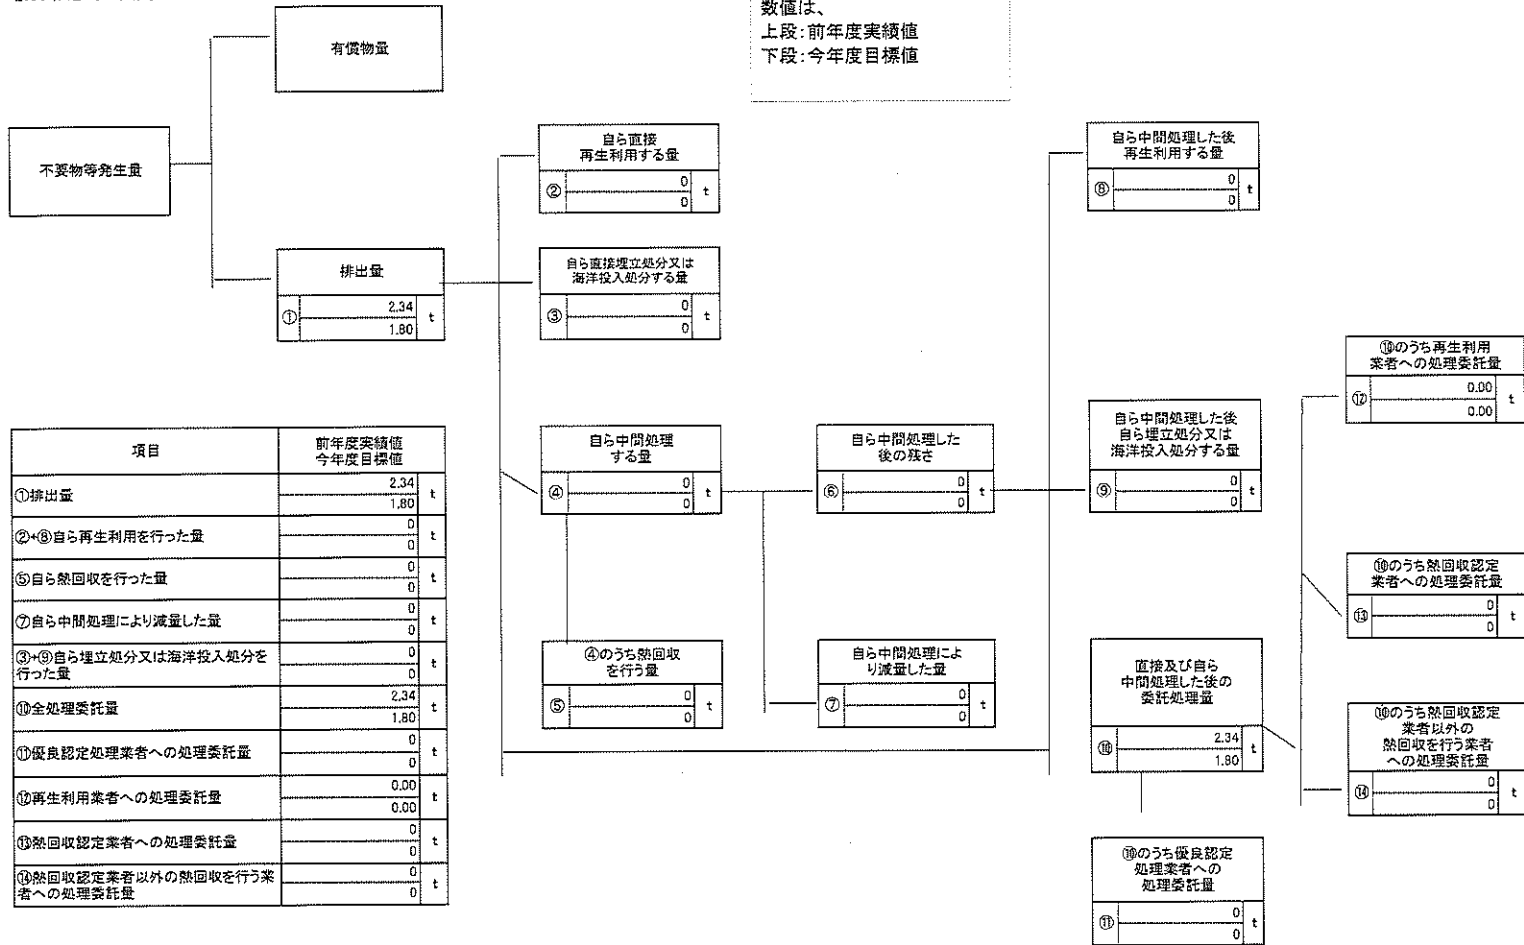 数値は、
上段:前年度実績値
下段:今年度目標値
有償物量
不要物等発生量
排出量
① 2.34 t
1.80
自ら直接
再生利用する量
② 0 t
0
自ら直接埋立処分又は
海洋投入処分する量
③ 0 t
0
自ら中間処理した後
再生利用する量
⑧ 0 t
0
自ら中間処理
する量
④ 0 t
0
自ら中間処理した
後の残さ
⑥ 0 t
0
自ら中間処理した後
自ら埋立処分又は
海洋投入処分する量
⑨ 0 t
0
④のうち熱回収
を行う量
⑤ 0 t
0
自ら中間処理によ
り減量した量
⑦ 0 t
0
直接及び自ら
中間処理した後の
委託処理量
⑩ 2.34 t
1.80
⑩のうち優良認定
処理業者への
処理委託量
⑪ 0 t
0
⑩のうち再生利用
業者への処理委託量
⑫ 0.00 t
0.00
⑩のうち熱回収認定
業者への処理委託量
⑬ 0 t
0
⑩のうち熱回収認定
業者以外の
熱回収を行う業者
への処理委託量
⑭ 0 t
0
項目 前年度実績値
今年度目標値
①排出量 2.34 t
1.80
②+⑧自ら再生利用を行った量 0 t
0
⑤自ら熱回収を行った量 0 t
0
⑦自ら中間処理により減量した量 0 t
0
③+⑨自ら埋立処分又は海洋投入処分を
行った量 0 t
0
⑩全処理委託量 2.34 t
1.80
⑪優良認定処理業者への処理委託量 0 t
0
⑫再生利用業者への処理委託量 0.00 t
0.00
⑬熱回収認定業者への処理委託量 0 t
0
⑭熱回収認定業者以外の熱回収を行う業
者への処理委託量 0 t
0